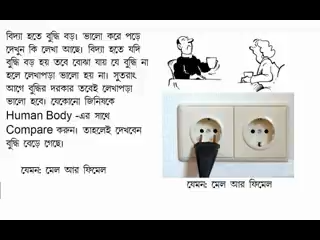 বিদ্যা হতে বুদ্ধি বড়। ভালো করে পড়ে
দেখুন কি লেখা আছে। বিদ্যা হতে যদি
বুদ্ধি বড় হয় তবে বোঝা যায় যে বুদ্ধি না
হলে লেখাপড়া ভালো হয় না। সুতরাং
আগে বুদ্ধির দরকার তবেই লেখাপড়া
ভালো হবে। যেকোনো জিনিষকে
Human Body -এর সাথে
Compare করুন। তাহলেই দেখবেন
বুদ্ধি বেড়ে গেছে।
যেমন: মেল আর ফিমেল
যেমন: মেল আর ফিমেল